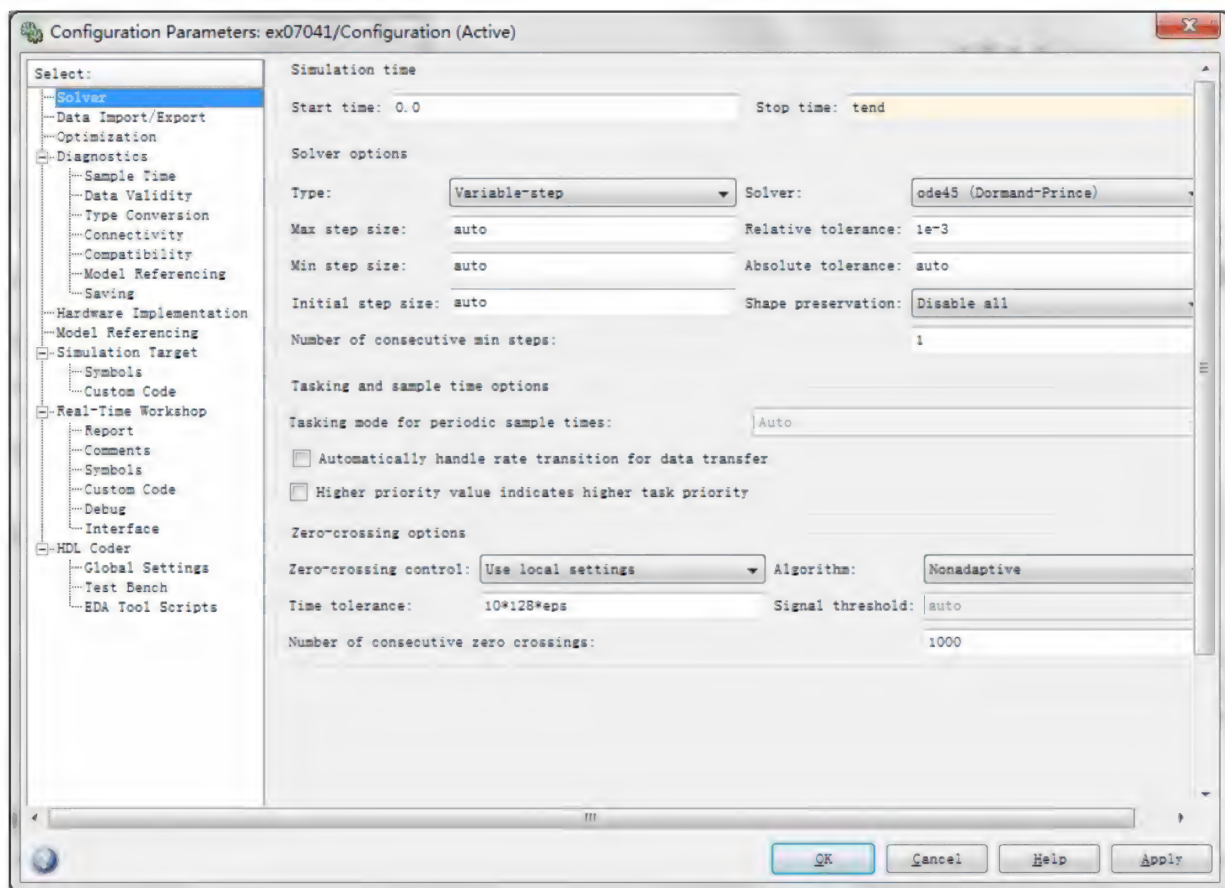 Configuration Parameters: ex07041/Configuration (Active)
Select:
Solver
Data Import/Export
Optimization
Diagnostics
Sample Time
Data Validity
Type Conversion
Connectivity
Compatibility
Model Referencing
Saving
Hardware Implementation
Model Referencing
Simulation Target
Symbols
Custom Code
Real-Time Workshop
Report
Comments
Symbols
Custom Code
Debug
Interface
HDL Coder
Global Settings
Test Bench
EDA Tool Scripts
Simulation time
Start time: 0.0 Stop time: tend
Solver options
Type: Variable-step Solver: ode45 (Dormand-Prince)
Max step size: auto Relative tolerance: 1e-3
Min step size: auto Absolute tolerance: auto
Initial step size: auto Shape preservation: Disable all
Number of consecutive min steps: 1
Tasking and sample time options
Tasking mode for periodic sample times: Auto
Automatically handle rate transition for data transfer
Higher priority value indicates higher task priority
Zero-crossing options
Zero-crossing control: Use local settings Algorithm: Nonadaptive
Time tolerance: 10*128*eps Signal threshold: auto
Number of consecutive zero crossings: 1000
OK Cancel Help Apply